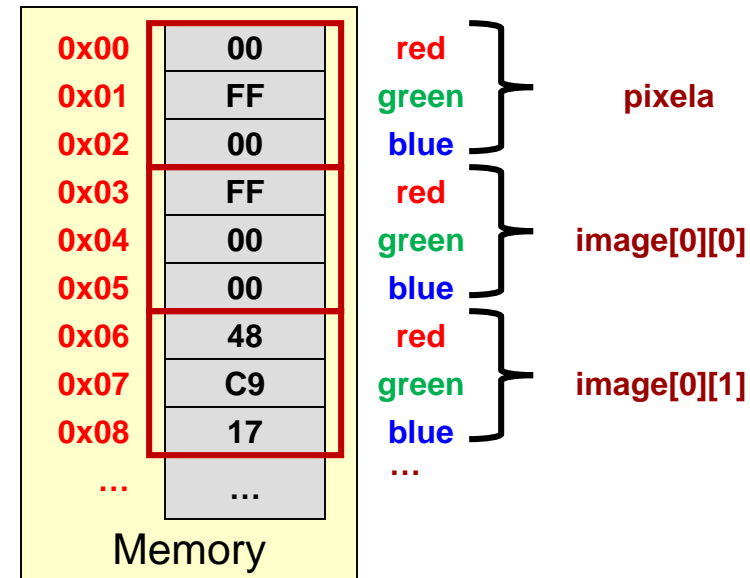 0x00 00 red
0x01 FF green pixela
0x02 00 blue
0x03 FF red
0x04 00 green image[0][0]
0x05 00 blue
0x06 48 red
0x07 C9 green image[0][1]
0x08 17 blue
… … …
Memory